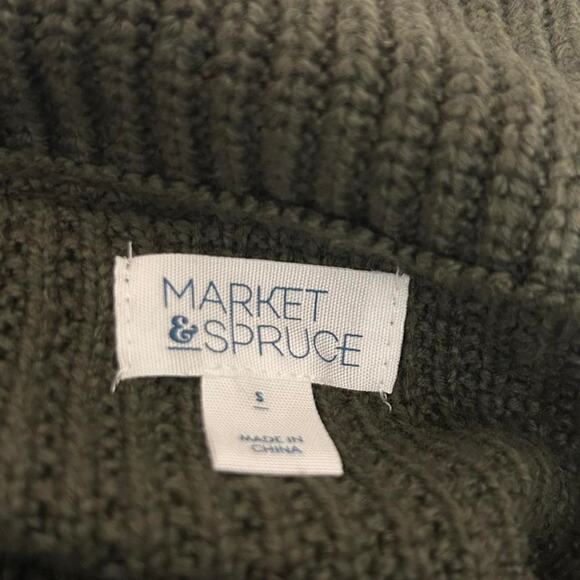 MARKET
& SPRUCE
S
MADE IN
CHINA